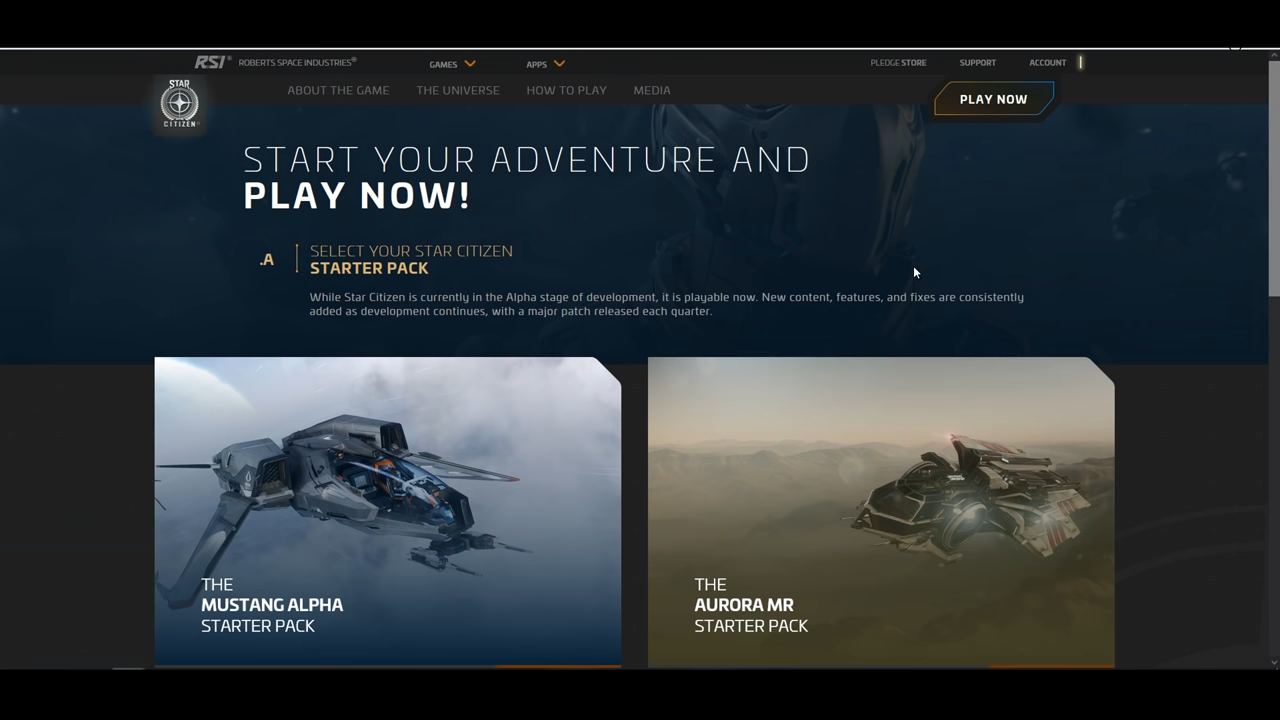 RSI® ROBERTS SPACE INDUSTRIES® GAMES APPS PLEDGE STORE SUPPORT ACCOUNT
STAR
CITIZEN
ABOUT THE GAME THE UNIVERSE HOW TO PLAY MEDIA PLAY NOW
START YOUR ADVENTURE AND
PLAY NOW!
.A
SELECT YOUR STAR CITIZEN
STARTER PACK
While Star Citizen is currently in the Alpha stage of development, it is playable now. New content, features, and fixes are consistently
added as development continues, with a major patch released each quarter.
THE
MUSTANG ALPHA
STARTER PACK
THE
AURORA MR
STARTER PACK